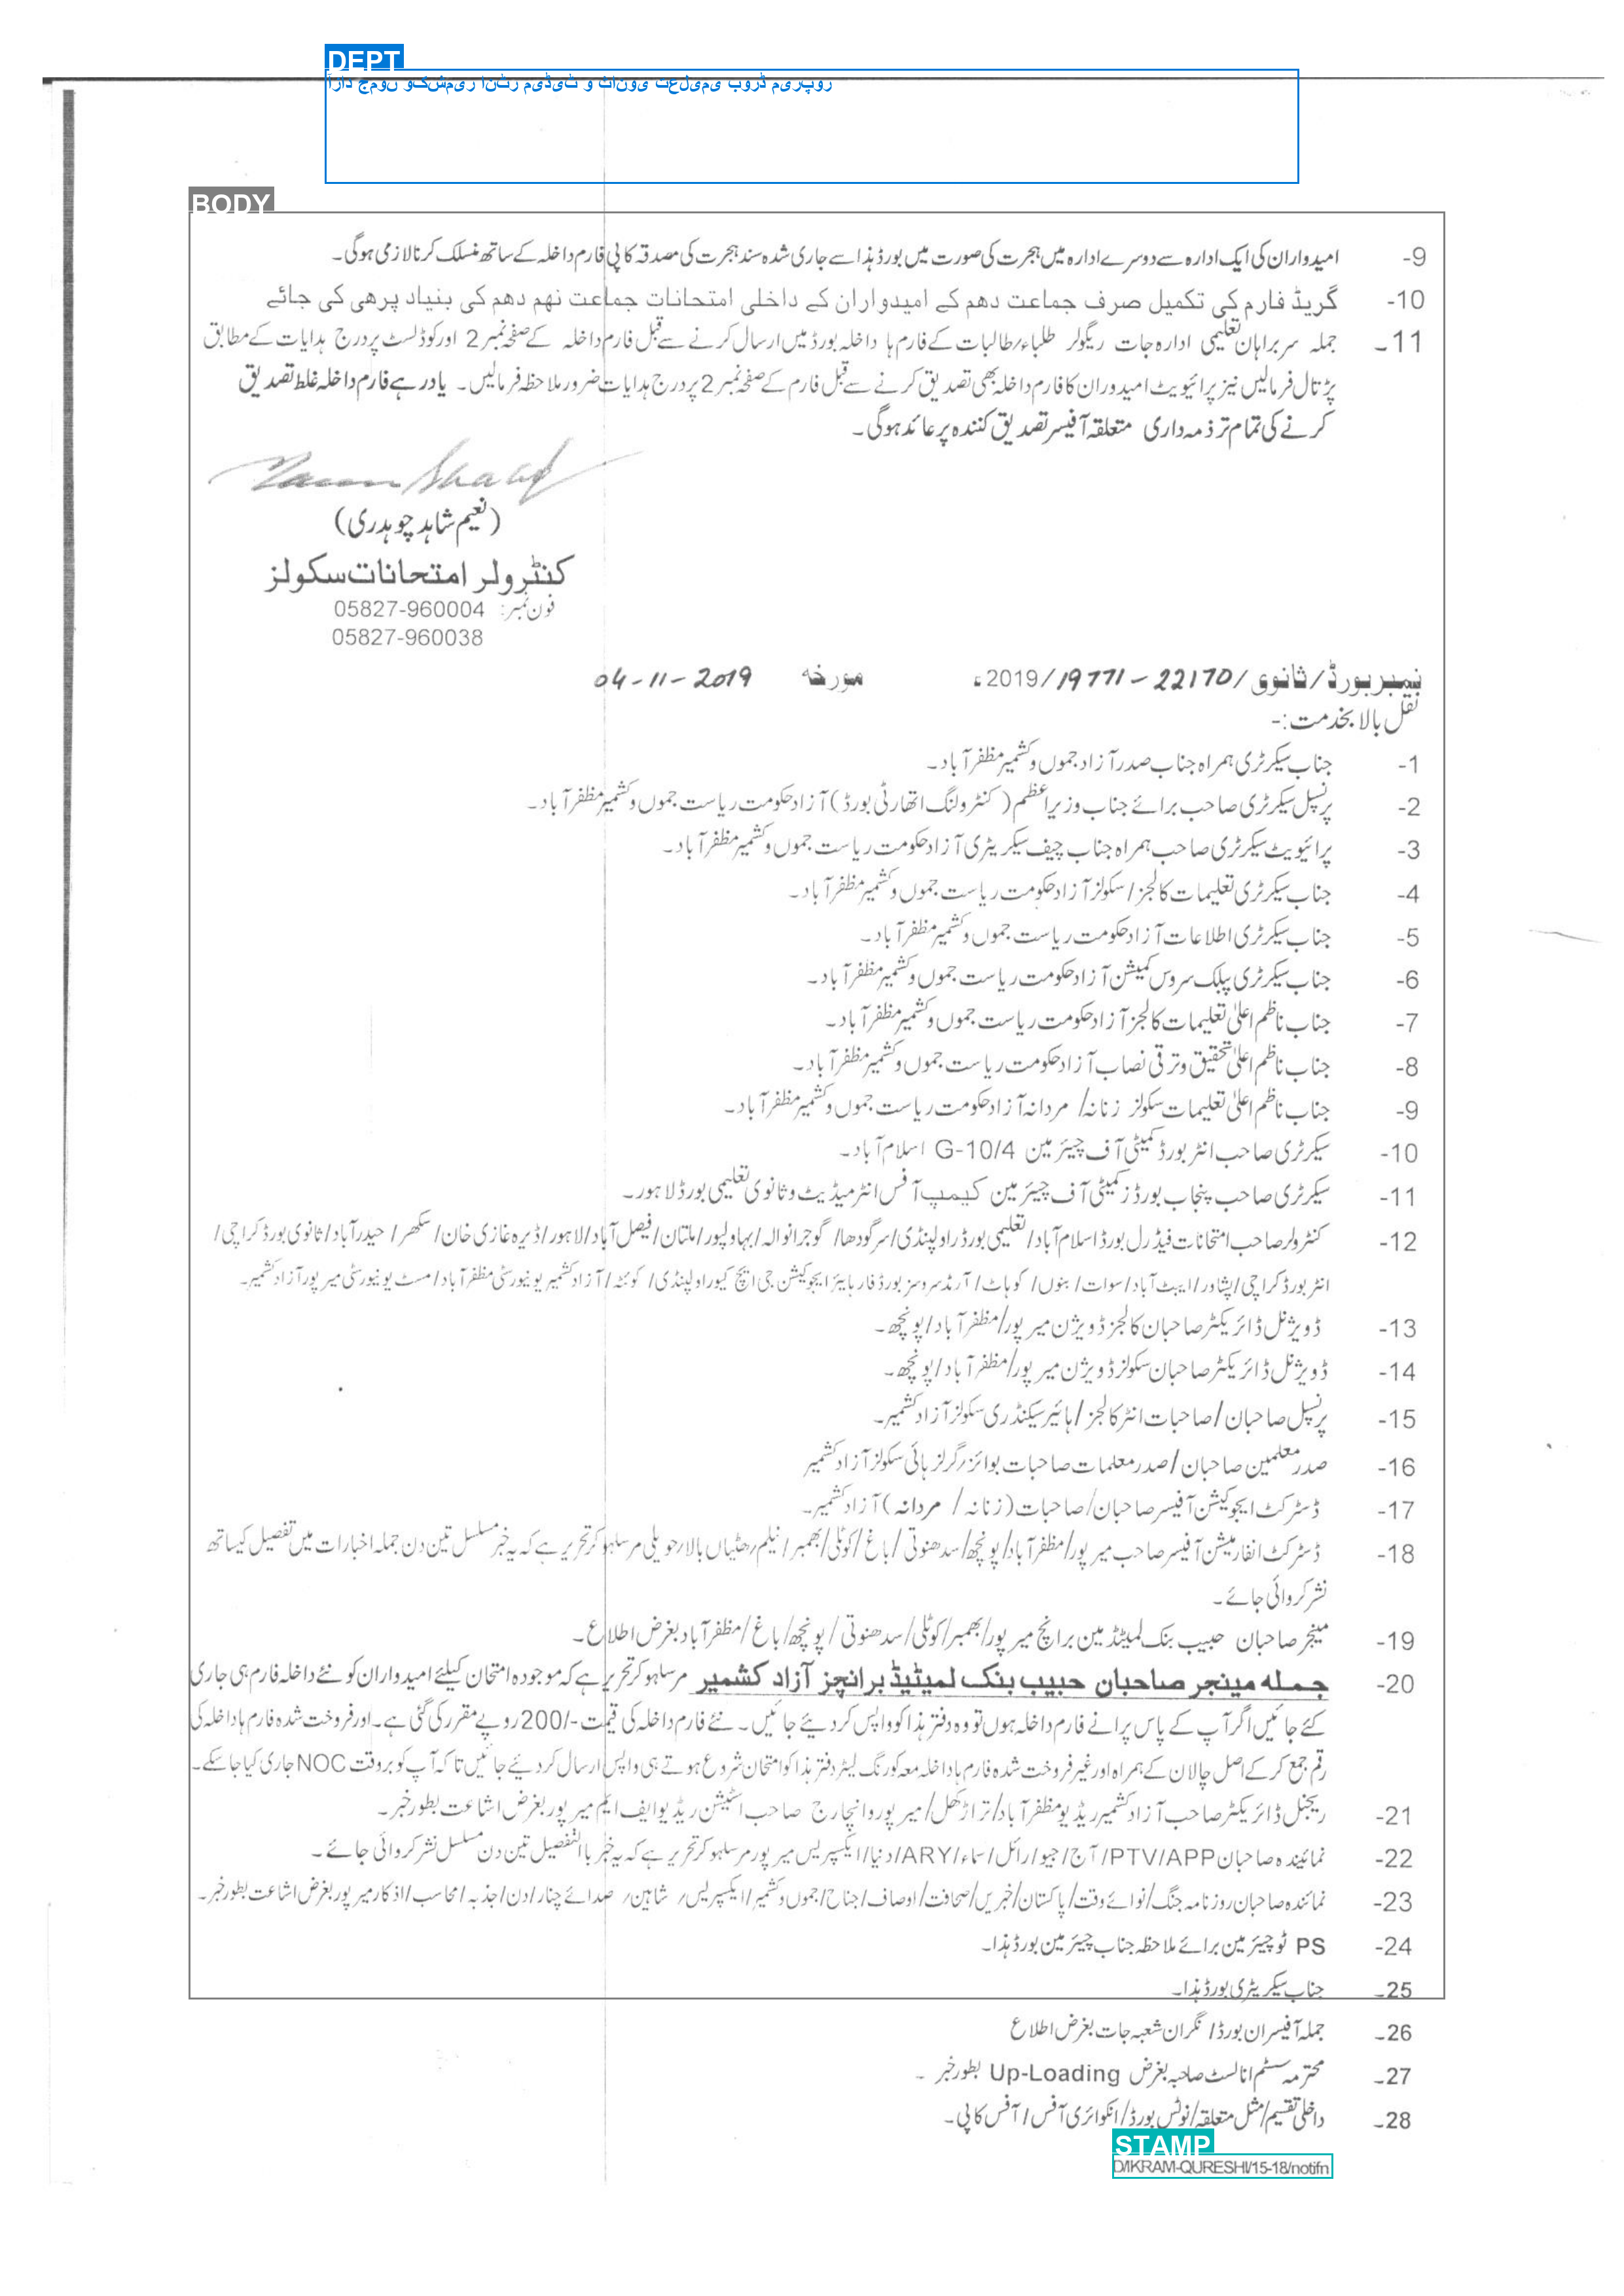 DEPT
آزاد جموں وکشمیر انٹر میڈیٹ و ثانوی تعلیمی بورڈ میرپور
BODY
9- امیدواران کی ایک ادارہ سے دوسرے ادارہ میں ہجرت کی صورت میں بورڈ ہذا سے جاری شدہ سند ہجرت کی مصدقہ کاپی فارم داخلہ کے ساتھ منسلک کرنا لازمی ہوگی۔
10- گریڈ فارم کی تکمیل صرف جماعت دهم کے امیدواران کے داخلی امتحانات جماعت نهم دهم کی بنیاد پرهی کی جائے
11۔ جملہ سربراہان تعلیمی ادارہ جات ریگولر طلباء/طالبات کے فارم ہا داخلہ بورڈ میں ارسال کرنے سے قبل فارم داخلہ کے صفحہ نمبر 2 اور کوڈ لسٹ پر درج ہدایات کے مطابق
پڑتال فرمالیں نیز پرائیویٹ امیدوران کا فارم داخلہ بھی تصدیق کرنے سے قبل فارم کے صفحہ نمبر 2 پر درج ہدایات ضرور ملاحظہ فرمالیں۔ یادرہے فارم داخلہ غلط تصدیق
کرنے کی تمام تر ذمہ داری متعلقہ آفیسر تصدیق کنندہ پر عائد ہوگی۔
(نعیم شاہد چوہدری)
کنٹرولر امتحانات سکولز
فون نمبر: 05827-960004
05827-960038
نمبر بورڈ/ثانوی/ 19771-22170/2019ء مورخہ 04-11-2019
نقل بالا بخدمت:-
1- جناب سیکرٹری ہمراہ جناب صدر آزاد جموں وکشمیر مظفرآباد۔
2- پرنسپل سیکرٹری صاحب برائے جناب وزیراعظم (کنٹرولنگ اتھارٹی بورڈ) آزاد حکومت ریاست جموں وکشمیر مظفرآباد۔
3- پرائیویٹ سیکرٹری صاحب ہمراہ جناب چیف سیکریٹری آزاد حکومت ریاست جموں وکشمیر مظفرآباد۔
4- جناب سیکرٹری تعلیمات کالجز/سکولز آزاد حکومت ریاست جموں وکشمیر مظفرآباد۔
5- جناب سیکرٹری اطلاعات آزاد حکومت ریاست جموں وکشمیر مظفرآباد۔
6- جناب سیکرٹری پبلک سروس کمیشن آزاد حکومت ریاست جموں وکشمیر مظفرآباد۔
7- جناب ناظم اعلیٰ تعلیمات کالجز آزاد حکومت ریاست جموں وکشمیر مظفرآباد۔
8- جناب ناظم اعلیٰ تحقیق و ترقی نصاب آزاد حکومت ریاست جموں وکشمیر مظفرآباد۔
9- جناب ناظم اعلیٰ تعلیمات سکولز زنانہ/ مردانہ آزاد حکومت ریاست جموں وکشمیر مظفرآباد۔
10- سیکرٹری صاحب انٹر بورڈ کمیٹی آف چیئرمین G-10/4 اسلام آباد۔
11- سیکرٹری صاحب پنجاب بورڈز کمیٹی آف چیئرمین کیمپ آفس انٹرمیڈیٹ و ثانوی تعلیمی بورڈ لاہور۔
12- کنٹرولر صاحب امتحانات فیڈرل بورڈ اسلام آباد/تعلیمی بورڈ راولپنڈی/سرگودھا/ گوجرانوالہ/بہاولپور/ملتان/فیصل آباد/لاہور/ڈیرہ غازی خان/ سکھر/ حیدرآباد/ثانوی بورڈ کراچی/
انٹر بورڈ کراچی/پشاور/ایبٹ آباد/سوات/ بنوں/ کوہاٹ/ آرمڈ سروسز بورڈ فار ہائیر ایجوکیشن جی ایچ کیو راولپنڈی/ کوئٹہ/آزاد کشمیر یونیورسٹی مظفرآباد/مسٹ یونیورسٹی میرپور آزاد کشمیر۔
13- ڈویژنل ڈائریکٹر صاحبان کالجز ڈویژن میرپور/مظفرآباد/پونچھ۔
14- ڈویژنل ڈائریکٹر صاحبان سکولز ڈویژن میرپور/مظفرآباد/پونچھ۔
15- پرنسپل صاحبان/صاحبات انٹر کالجز/ہائیر سیکنڈری سکولز آزاد کشمیر۔
16- صدر معلمین صاحبان/صدر معلمات صاحبات بوائز/گرلز ہائی سکولز آزاد کشمیر
17- ڈسٹرکٹ ایجوکیشن آفیسر صاحبان/صاحبات (زنانہ/ مردانہ) آزاد کشمیر۔
18- ڈسٹرکٹ انفارمیشن آفیسر صاحب میرپور/مظفرآباد/پونچھ/سدھنوتی/باغ/کوٹلی/بھمبر/نیلم/ہٹیاں بالا/حویلی مرسلہ ہو کر تحریر ہے کہ یہ خبر مسلسل تین دن جملہ اخبارات میں تفصیل کیساتھ
نشر کروائی جائے۔
19- مینجر صاحبان حبیب بنک لمیٹڈ مین برانچ میرپور/بھمبر/کوٹلی/سدھنوتی/پونچھ/باغ/مظفرآباد بغرض اطلاع۔
20- جملہ مینجر صاحبان حبیب بنک لمیٹیڈ برانچز آزاد کشمیر مرسلہ ہو کر تحریر ہے کہ موجودہ امتحان کیلئے امیدواران کو نئے داخلہ فارم ہی جاری
کئے جائیں اگر آپ کے پاس پرانے فارم داخلہ ہوں تو وہ دفتر ہذا کو واپس کر دیئے جائیں۔ نئے فارم داخلہ کی قیمت -/200 روپے مقرر کی گئی ہے۔ اور فروخت شدہ فارم ہا داخلہ کی
رقم جمع کر کے اصل چالان کے ہمراہ اور غیر فروخت شدہ فارم ہا داخلہ معہ کورنگ لیٹر دفتر ہذا کو امتحان شروع ہوتے ہی واپس ارسال کر دیئے جائیں تاکہ آپ کو بروقت NOC جاری کیا جا سکے۔
21- ریجنل ڈائریکٹر صاحب آزاد کشمیر ریڈیو مظفرآباد/تراڑکھل/میرپور وانچارج صاحب اسٹیشن ریڈیو ایف ایم میرپور بغرض اشاعت بطور خبر۔
22- نمائیندہ صاحبان PTV/APP/آج/جیو/رائل/سماء/ARY/دنیا/ایکسپریس میرپور مرسلہ ہو کر تحریر ہے کہ یہ خبر بالتفصیل تین دن مسلسل نشر کروائی جائے۔
23- نمائندہ صاحبان روزنامہ جنگ/نوائے وقت/پاکستان/خبریں/صحافت/اوصاف/جناح/جموں وکشمیر/ایکسپریس/ شاہین/ صدائے چنار/دن/جذبہ/محاسب/اذکار میرپور بغرض اشاعت بطور خبر۔
24- PS ٹو چیئرمین برائے ملاحظہ جناب چیئرمین بورڈ ہذا۔
25۔ جناب سیکریٹری بورڈ ہذا۔
26۔ جملہ آفیسران بورڈ/ نگران شعبہ جات بغرض اطلاع
27۔ محترمہ سسٹم انالسٹ صاحبہ بغرض Up-Loading بطور خبر ۔
28۔ داخلی تقسیم/مثل متعلقہ/نوٹس بورڈ/انکوائری آفس/آفس کاپی۔
STAMP
D/IKRAM-QURESHI/15-18/notifn